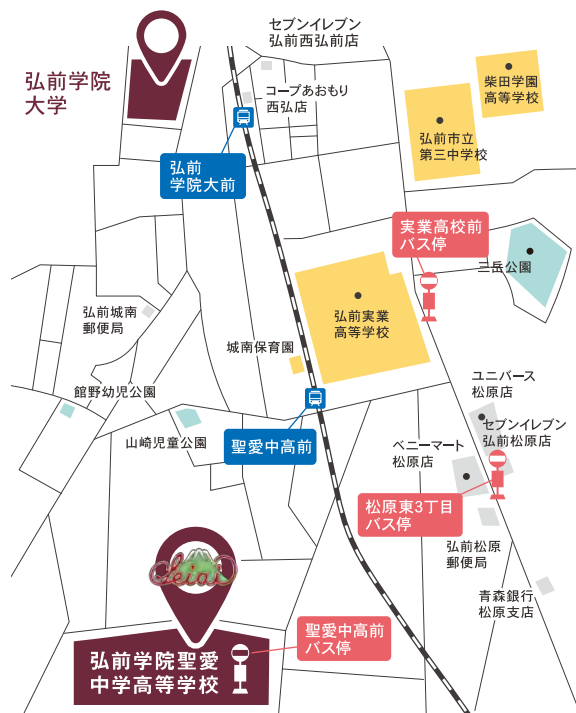 セブンイレブン
弘前西弘前店
弘前学院
大学
柴田学園
高等学校
コープあおもり
西弘店
弘前市立
第三中学校
弘前
学院大前
実業高校前
バス停
三岳公園
弘前城南
郵便局
弘前実業
高等学校
城南保育園
館野幼児公園
ユニバース
松原店
セブンイレブン
弘前松原店
山崎児童公園
聖愛中高前
ベニーマート
松原店
松原東3丁目
バス停
弘前松原
郵便局
Seiai
青森銀行
松原支店
聖愛中高前
バス停
弘前学院聖愛
中学高等学校